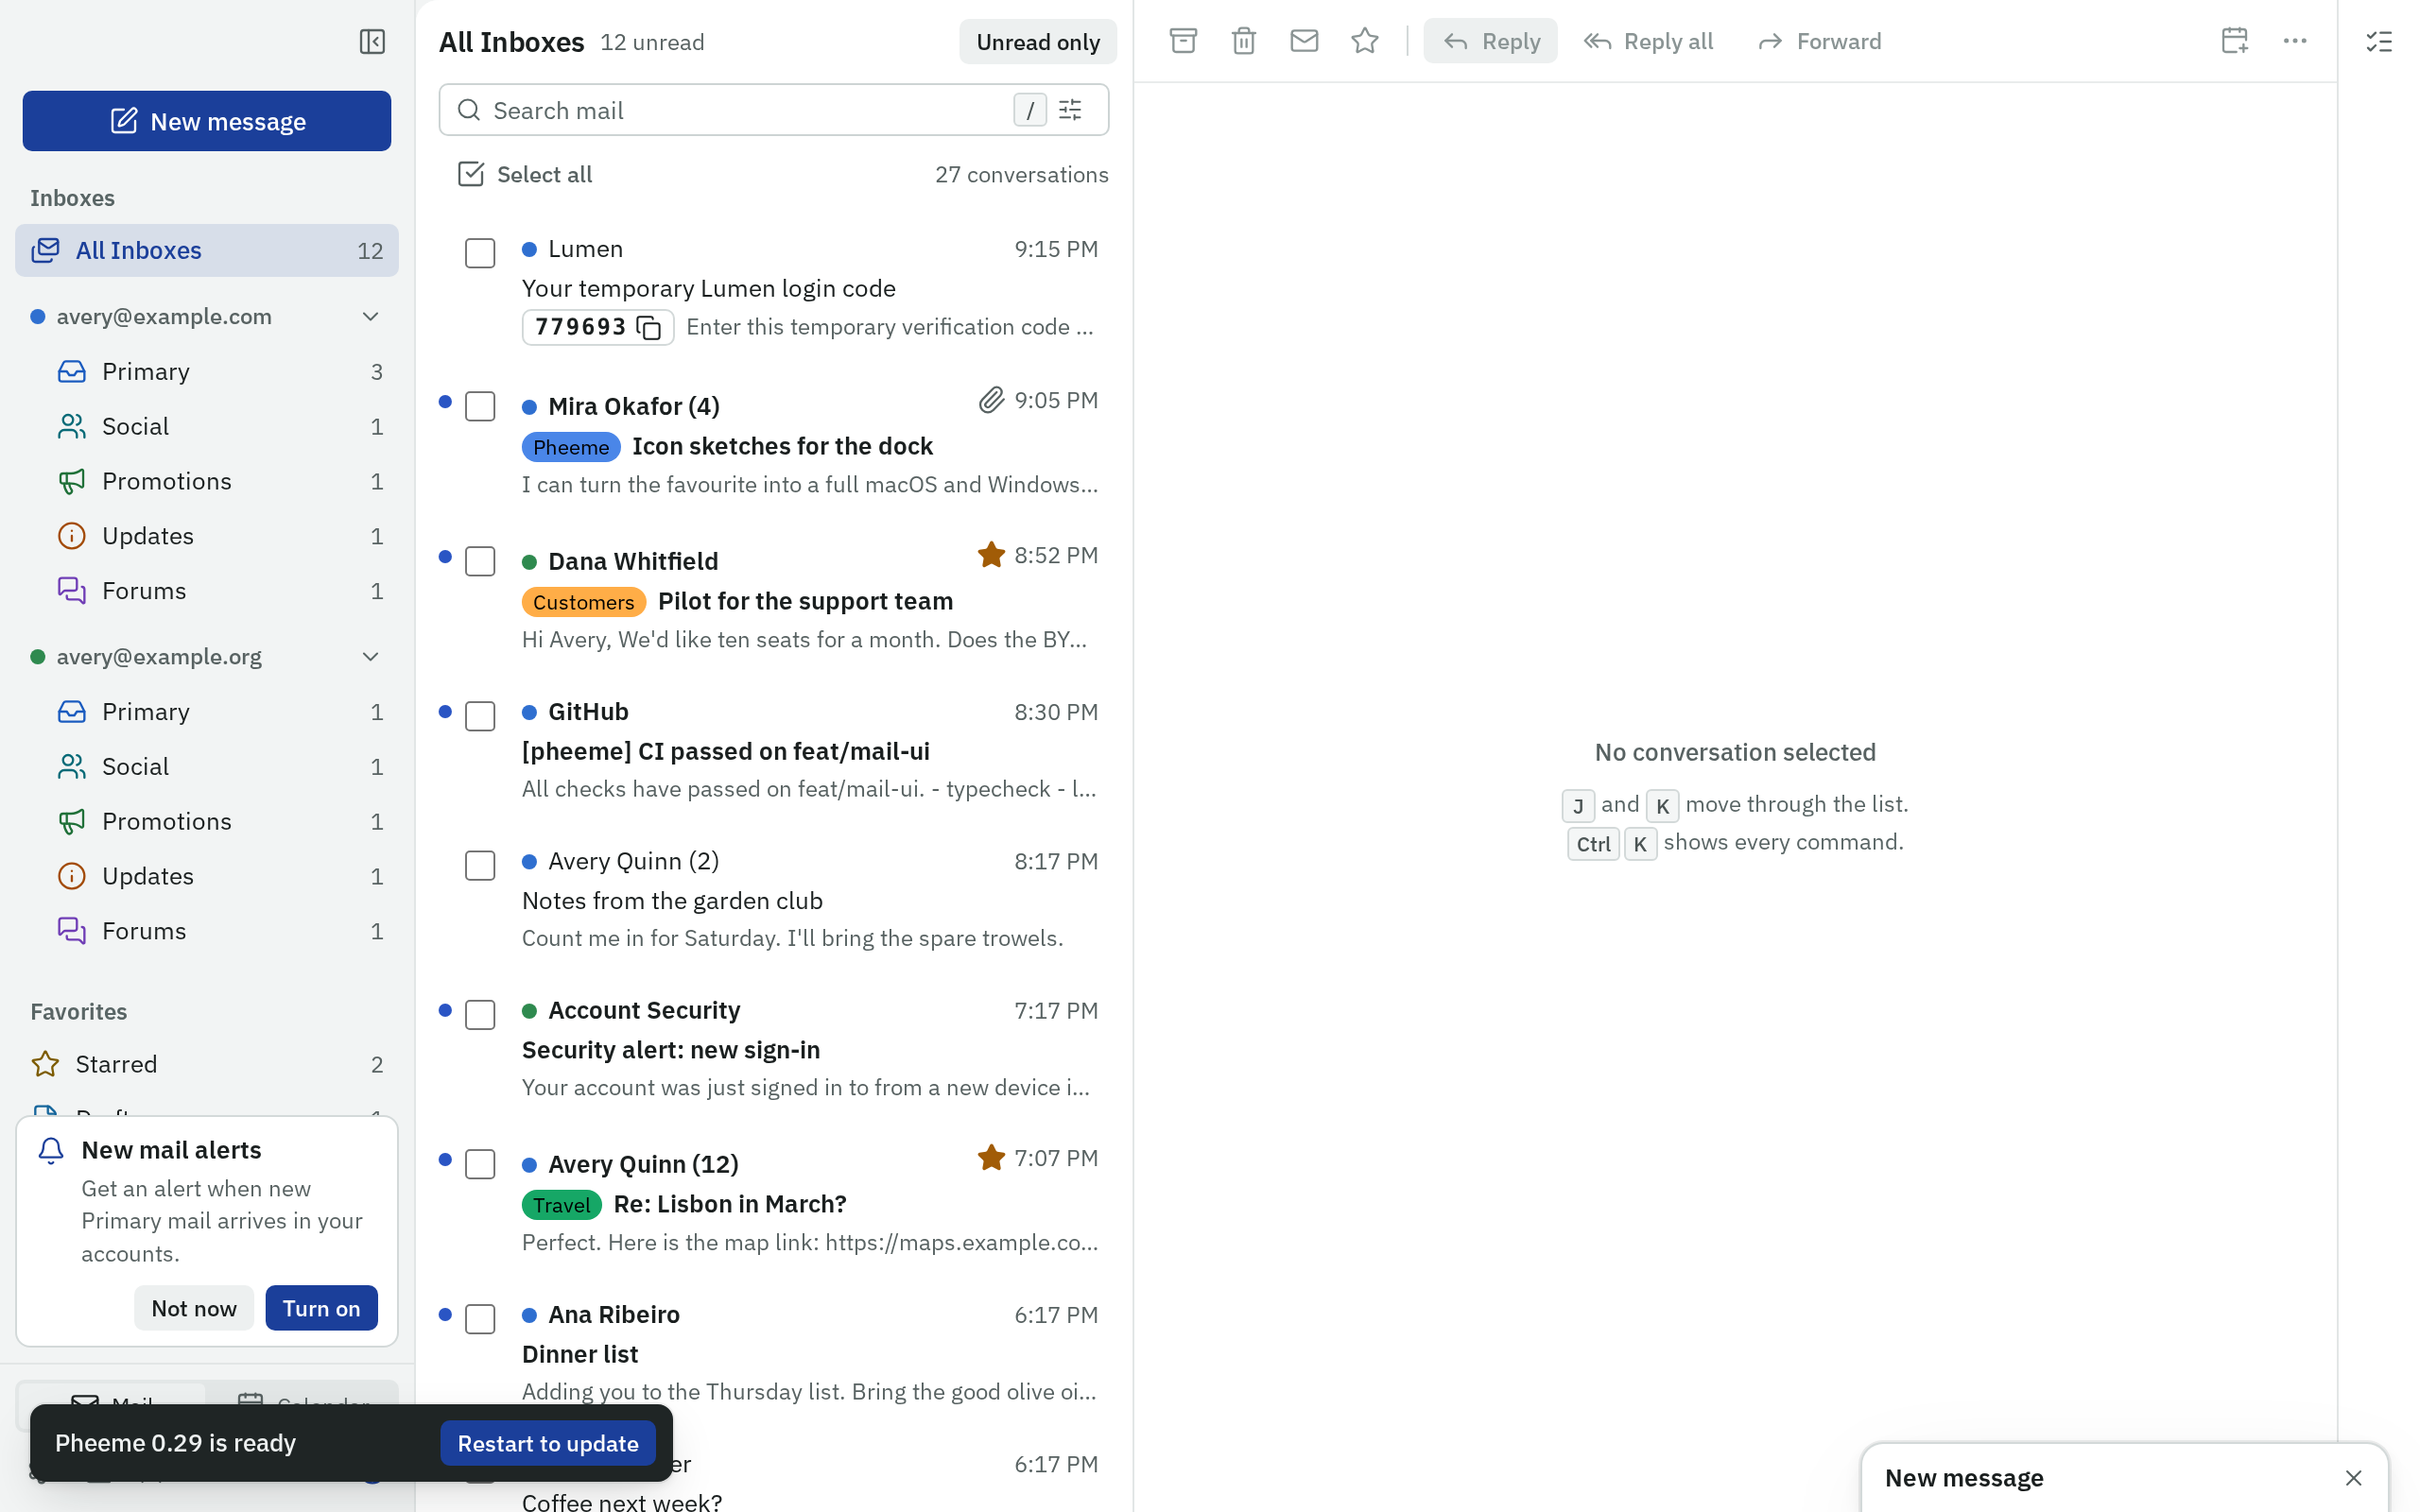 New message
Inboxes
All Inboxes 12
avery@example.com
Primary 3
Social 1
Promotions 1
Updates 1
Forums 1
avery@example.org
Primary 1
Social 1
Promotions 1
Updates 1
Forums 1
Favorites
Starred 2
New mail alerts
Get an alert when new
Primary mail arrives in your
accounts.
Not now Turn on
Pheeme 0.29 is ready Restart to update
All Inboxes 12 unread Unread only
Search mail /
Select all 27 conversations
Lumen 9:15 PM
Your temporary Lumen login code
779693 Enter this temporary verification code ...
Mira Okafor (4) 9:05 PM
Pheeme Icon sketches for the dock
I can turn the favourite into a full macOS and Windows...
Dana Whitfield 8:52 PM
Customers Pilot for the support team
Hi Avery, We'd like ten seats for a month. Does the BY...
GitHub 8:30 PM
[pheeme] CI passed on feat/mail-ui
All checks have passed on feat/mail-ui. - typecheck - l...
Avery Quinn (2) 8:17 PM
Notes from the garden club
Count me in for Saturday. I'll bring the spare trowels.
Account Security 7:17 PM
Security alert: new sign-in
Your account was just signed in to from a new device i...
Avery Quinn (12) 7:07 PM
Travel Re: Lisbon in March?
Perfect. Here is the map link: https://maps.example.co...
Ana Ribeiro 6:17 PM
Dinner list
Adding you to the Thursday list. Bring the good olive oi...
6:17 PM
Coffee next week?
Reply Reply all Forward
No conversation selected
J and K move through the list.
Ctrl K shows every command.
New message